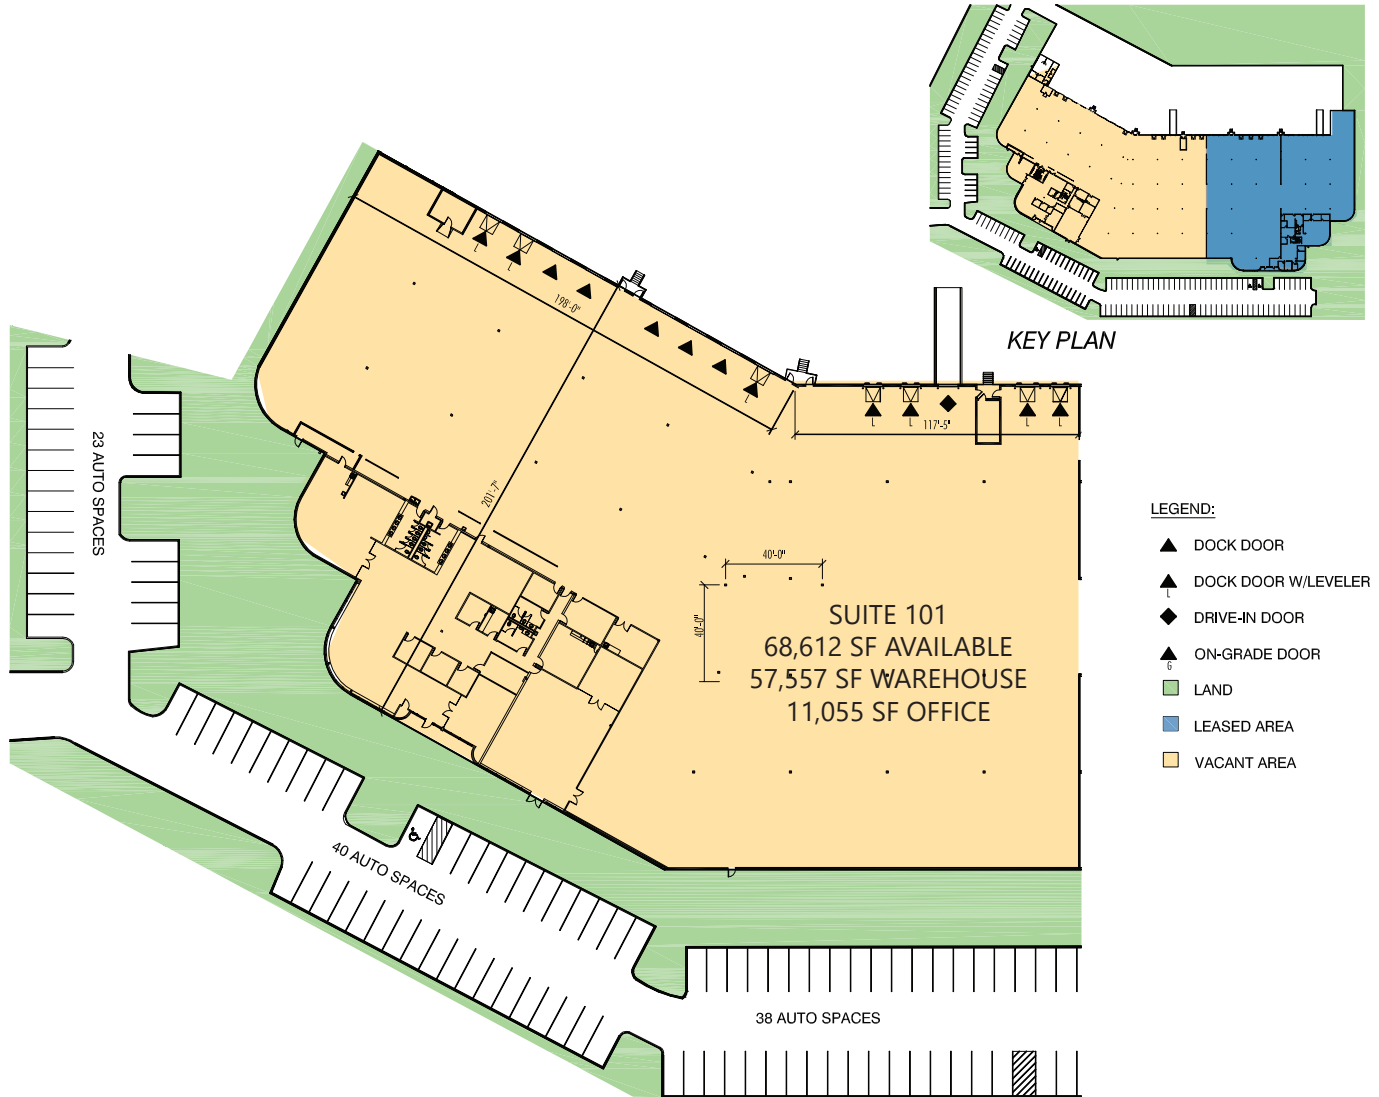 KEY PLAN
198'-0"
117'-5"
201'-7"
L
L
L
L
L
L
L
23 AUTO SPACES
40'-0"
40'-0"
SUITE 101
68,612 SF AVAILABLE
57,557 SF WAREHOUSE
11,055 SF OFFICE
LEGEND:
DOCK DOOR
DOCK DOOR W/LEVELER
L
DRIVE-IN DOOR
ON-GRADE DOOR
G
LAND
LEASED AREA
VACANT AREA
40 AUTO SPACES
38 AUTO SPACES